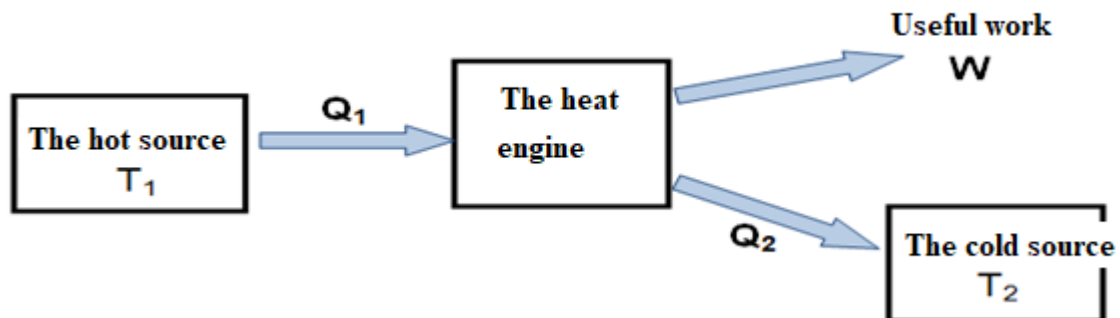 The hot source
T₁
Q₁
The heat
engine
Useful work
W
Q₂
The cold source
T₂